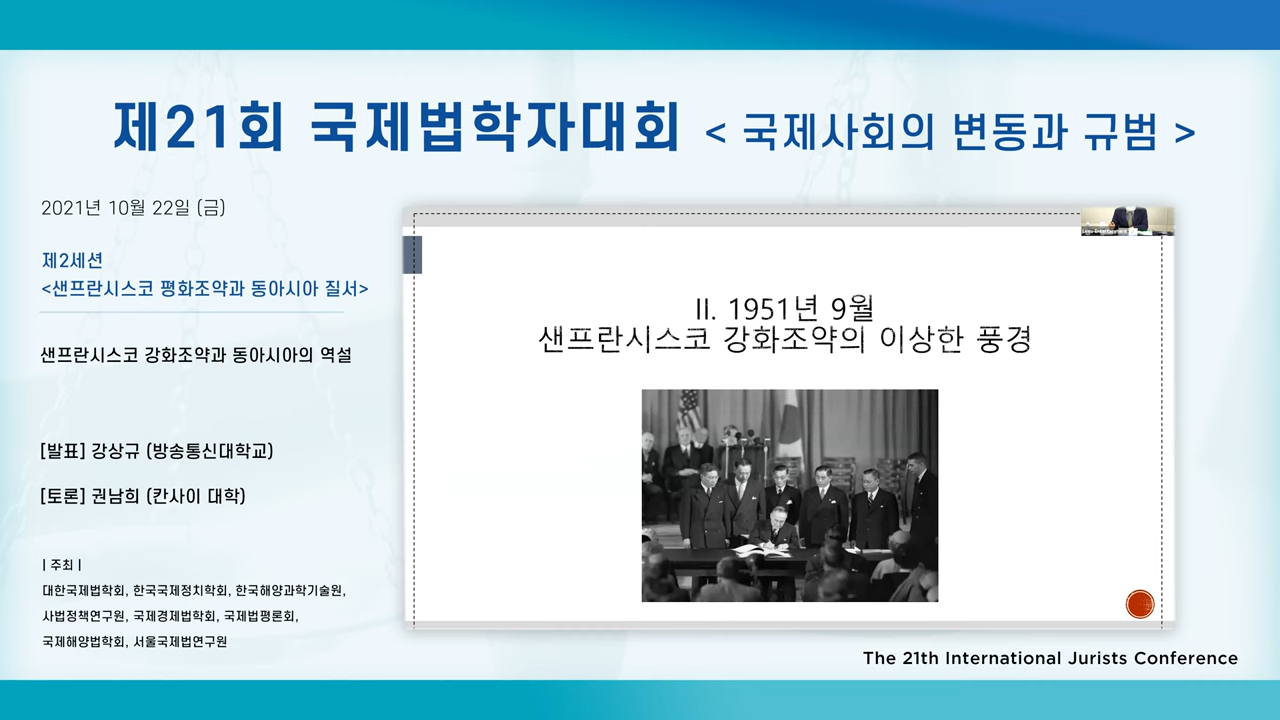 제21회 국제법학자대회 < 국제사회의 변동과 규범 >
2021년 10월 22일 (금)
제2세션
<샌프란시스코 평화조약과 동아시아 질서>
샌프란시스코 강화조약과 동아시아의 역설
[발표] 강상규 (방송통신대학교)
[토론] 권남희 (칸사이 대학)
| 주최 |
대한국제법학회, 한국국제정치학회, 한국해양과학기술원,
사법정책연구원, 국제경제법학회, 국제법평론회,
국제해양법학회, 서울국제법연구원
II. 1951년 9월
샌프란시스코 강화조약의 이상한 풍경
The 21th International Jurists Conference